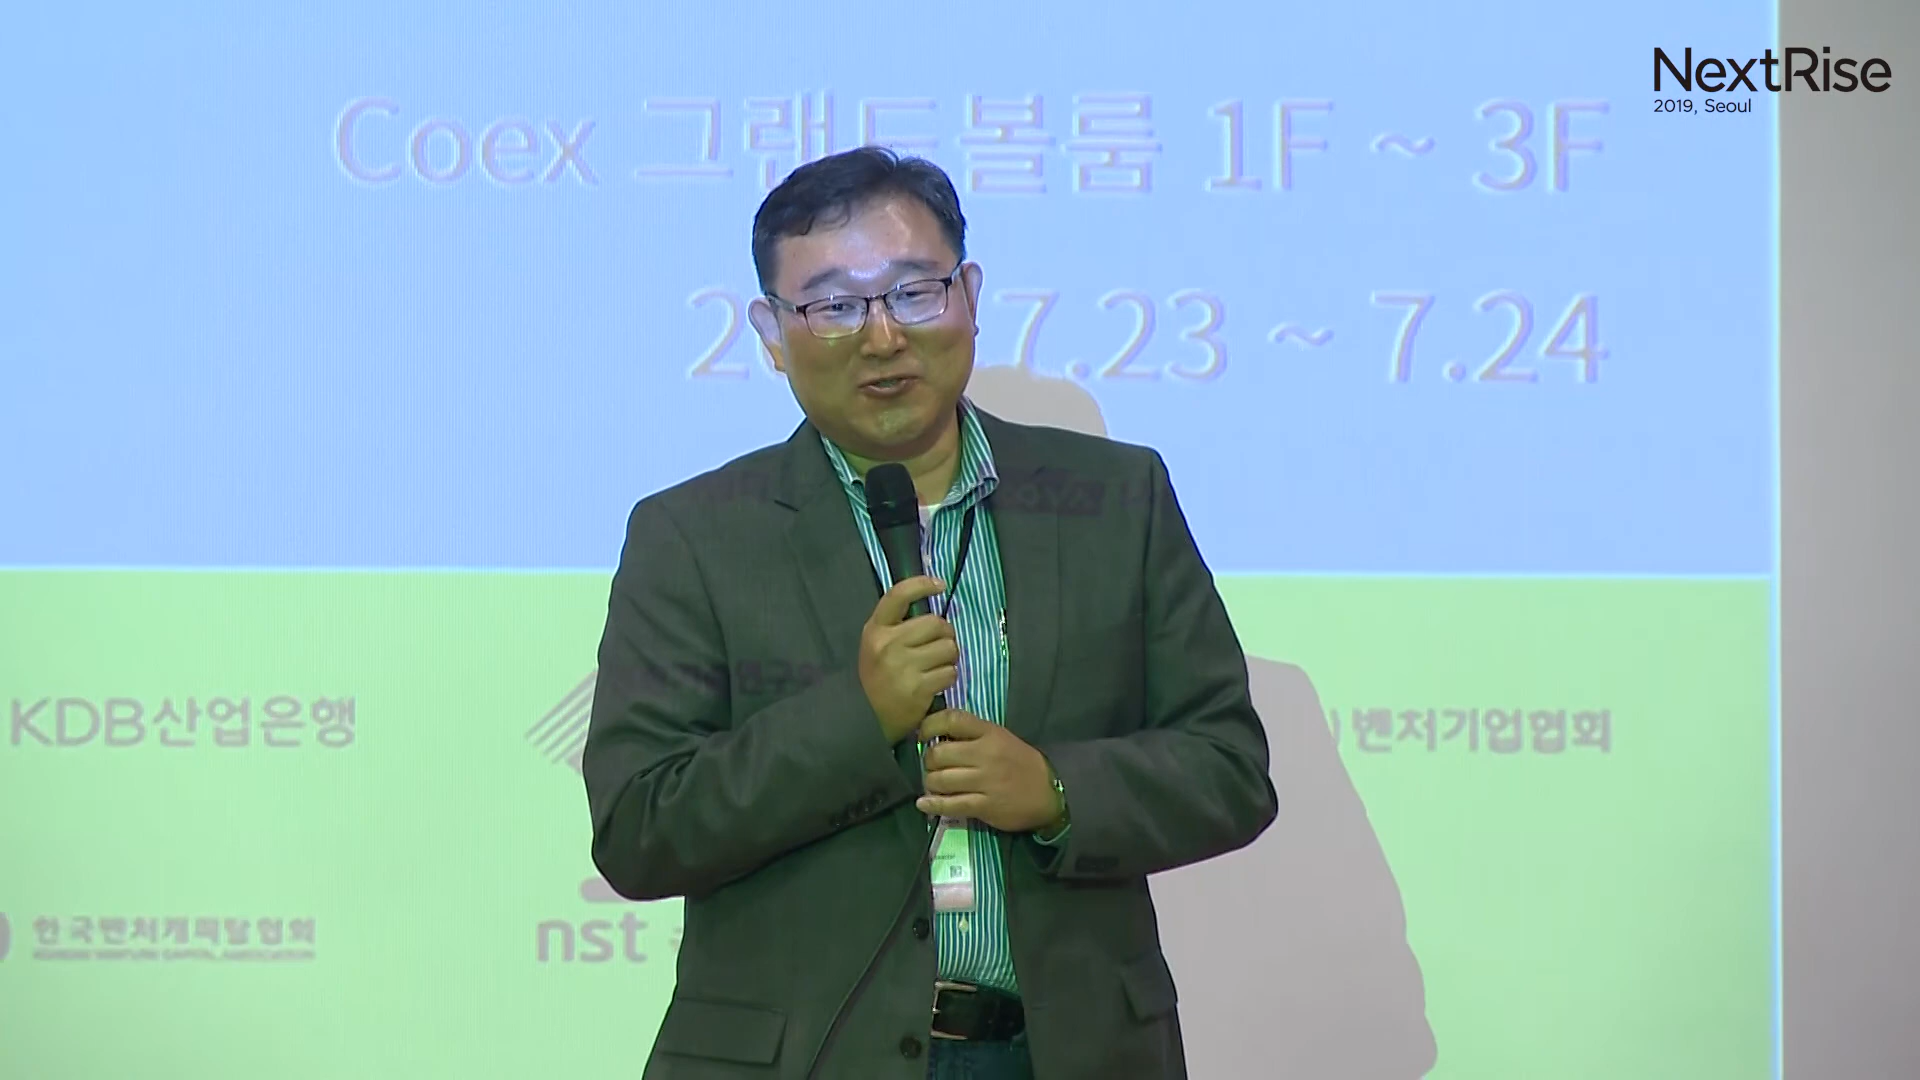 NextRise
2019, Seoul
Coex 그랜드볼룸 1F ~ 3F
7.23 ~ 7.24
KDB산업은행
벤처기업협회
한국벤처캐피탈협회
nst